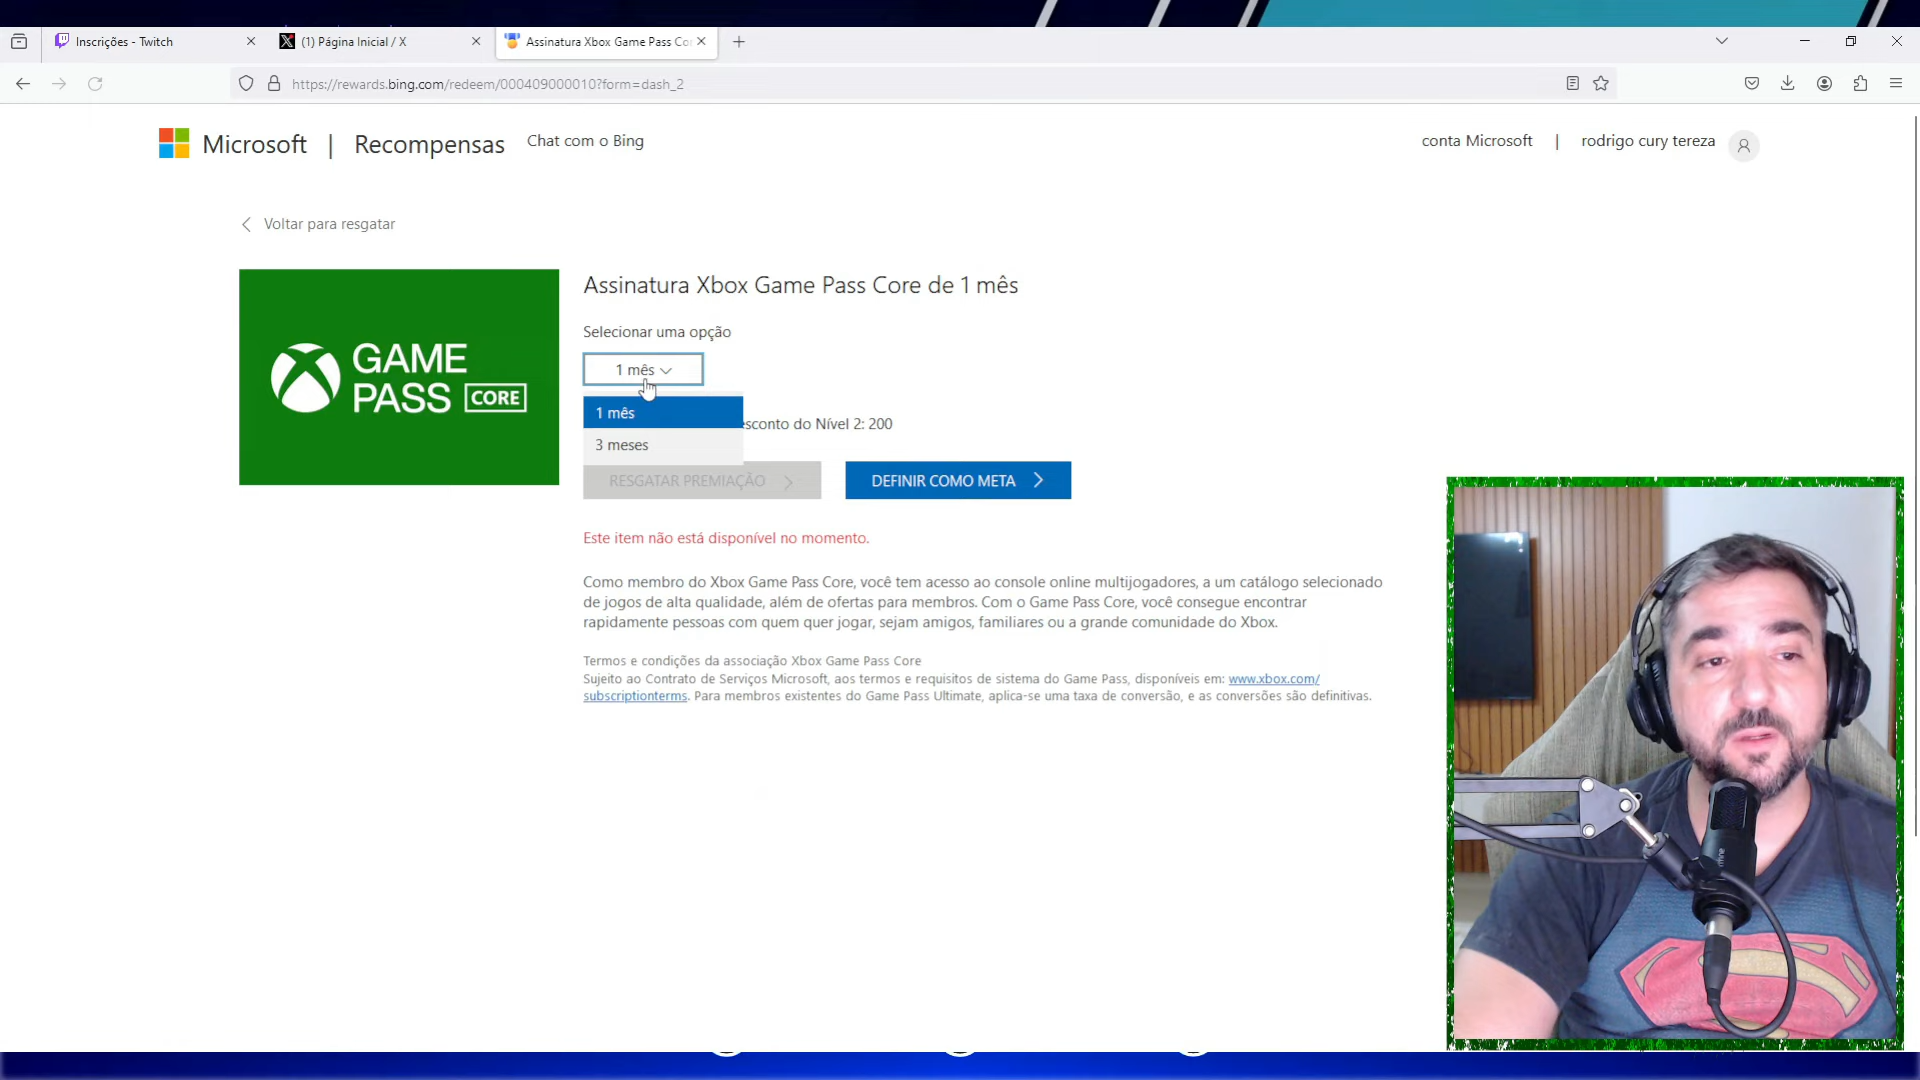 Inscrições - Twitch
(1) Página Inicial / X
Assinatura Xbox Game Pass Co
https://rewards.bing.com/redeem/000409000010?form=dash_2
Microsoft | Recompensas
Chat com o Bing
conta Microsoft | rodrigo cury tereza
Voltar para resgatar
GAME PASS CORE
Assinatura Xbox Game Pass Core de 1 mês
Selecionar uma opção
1 mês
1 mês
sconto do Nível 2: 200
3 meses
RESGATAR PREMIAÇÃO
DEFINIR COMO META
Este item não está disponível no momento.
Como membro do Xbox Game Pass Core, você tem acesso ao console online multijogadores, a um catálogo selecionado
de jogos de alta qualidade, além de ofertas para membros. Com o Game Pass Core, você consegue encontrar
rapidamente pessoas com quem quer jogar, sejam amigos, familiares ou a grande comunidade do Xbox.
Termos e condições da associação Xbox Game Pass Core
Sujeito ao Contrato de Serviços Microsoft, aos termos e requisitos de sistema do Game Pass, disponíveis em: www.xbox.com/
subscriptionterms. Para membros existentes do Game Pass Ultimate, aplica-se uma taxa de conversão, e as conversões são definitivas.